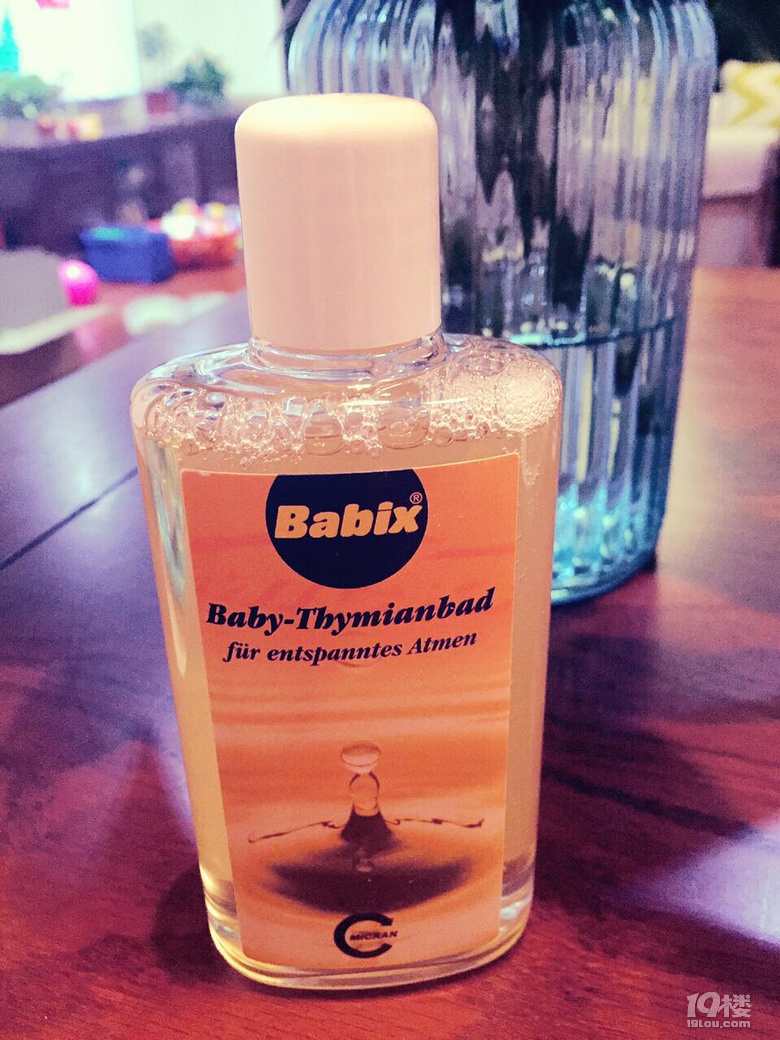 Babix®
Baby-Thymianbad
für entspanntes Atmen
MICKAN
19楼
19lou.com